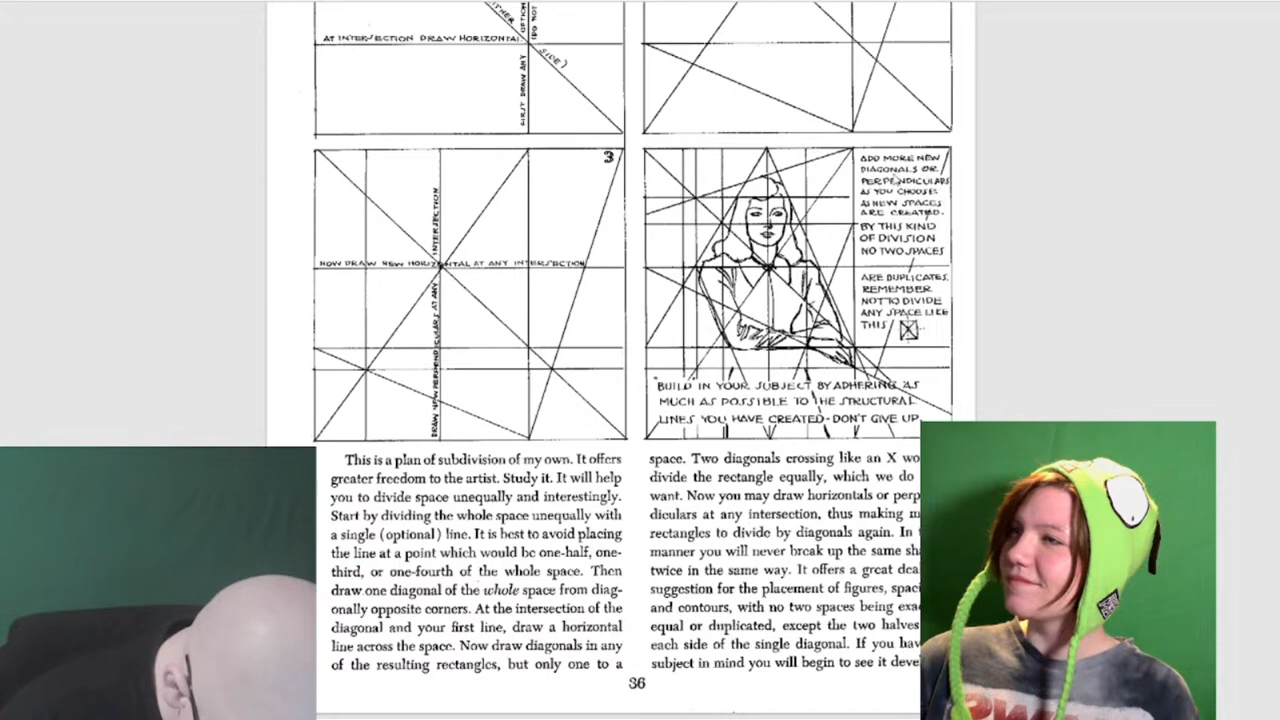 AT INTERSECTION DRAW HORIZONTAL
FIRST DRAW ANY
OPTION
(DO NOT
EITHER
SIDE)
3
DRAW NEW PERPENDICULARS AT ANY INTERSECTION
NOW DRAW NEW HORIZONTAL AT ANY INTERSECTION
ADD MORE NEW
DIAGONALS OR
PERPENDICULARS
AS YOU CHOOSE
AS NEW SPACES
ARE CREATED.
BY THIS KIND
OF DIVISION
NO TWO SPACES
ARE DUPLICATES.
REMEMBER
NOT TO DIVIDE
ANY SPACE LIKE
THIS
"BUILD" IN YOUR SUBJECT BY ADHERING AS
MUCH AS POSSIBLE TO THE STRUCTURAL
LINES YOU HAVE CREATED - DON'T GIVE UP
This is a plan of subdivision of my own. It offers
greater freedom to the artist. Study it. It will help
you to divide space unequally and interestingly.
Start by dividing the whole space unequally with
a single (optional) line. It is best to avoid placing
the line at a point which would be one-half, one-
third, or one-fourth of the whole space. Then
draw one diagonal of the whole space from diag-
onally opposite corners. At the intersection of the
diagonal and your first line, draw a horizontal
line across the space. Now draw diagonals in any
of the resulting rectangles, but only one to a
space. Two diagonals crossing like an X wo
divide the rectangle equally, which we do
want. Now you may draw horizontals or perp
diculars at any intersection, thus making m
rectangles to divide by diagonals again. In
manner you will never break up the same sh
twice in the same way. It offers a great dea
suggestion for the placement of figures, spaci
and contours, with no two spaces being exa
equal or duplicated, except the two halves
each side of the single diagonal. If you hav
subject in mind you will begin to see it deve
36